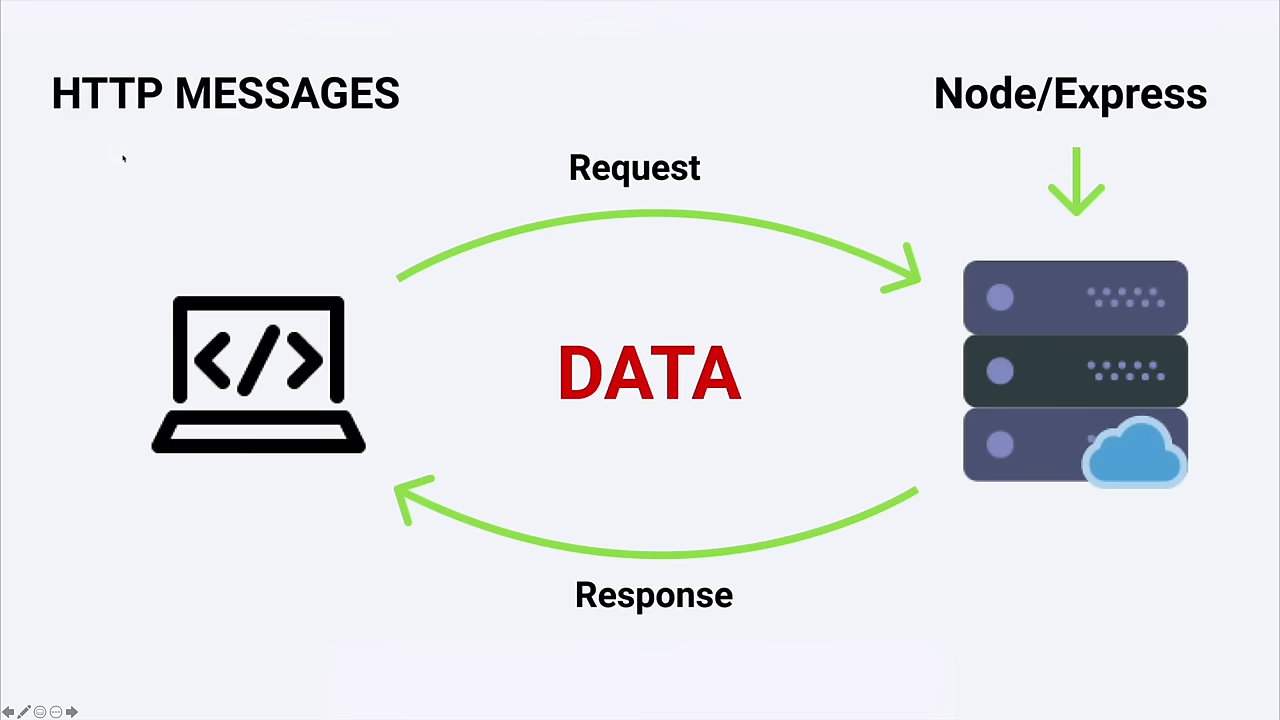 HTTP MESSAGES
Node/Express
Request
</>
DATA
Response